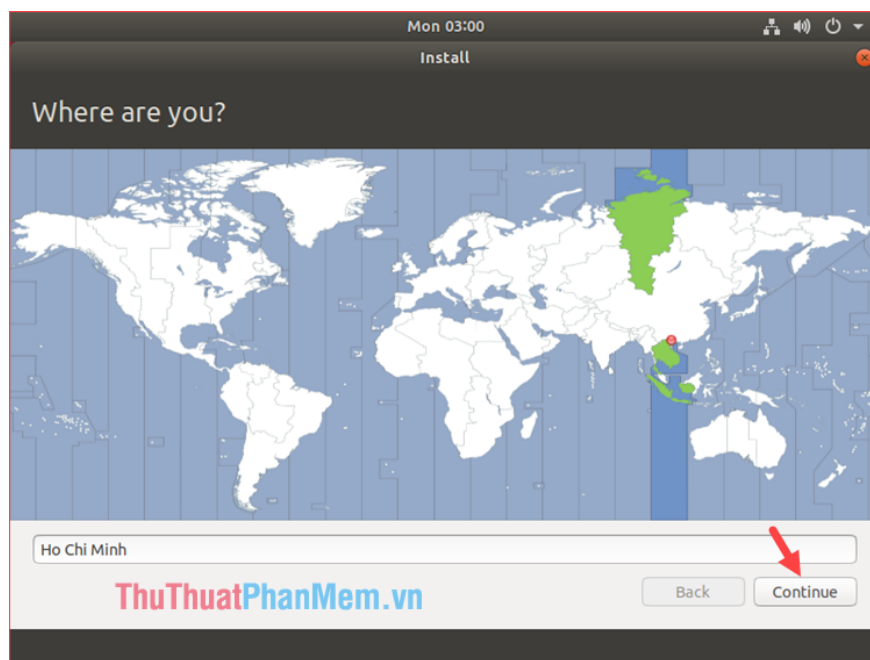 Mon 03:00
Install
Where are you?
Ho Chi Minh
ThuThuatPhanMem.vn
Back
Continue